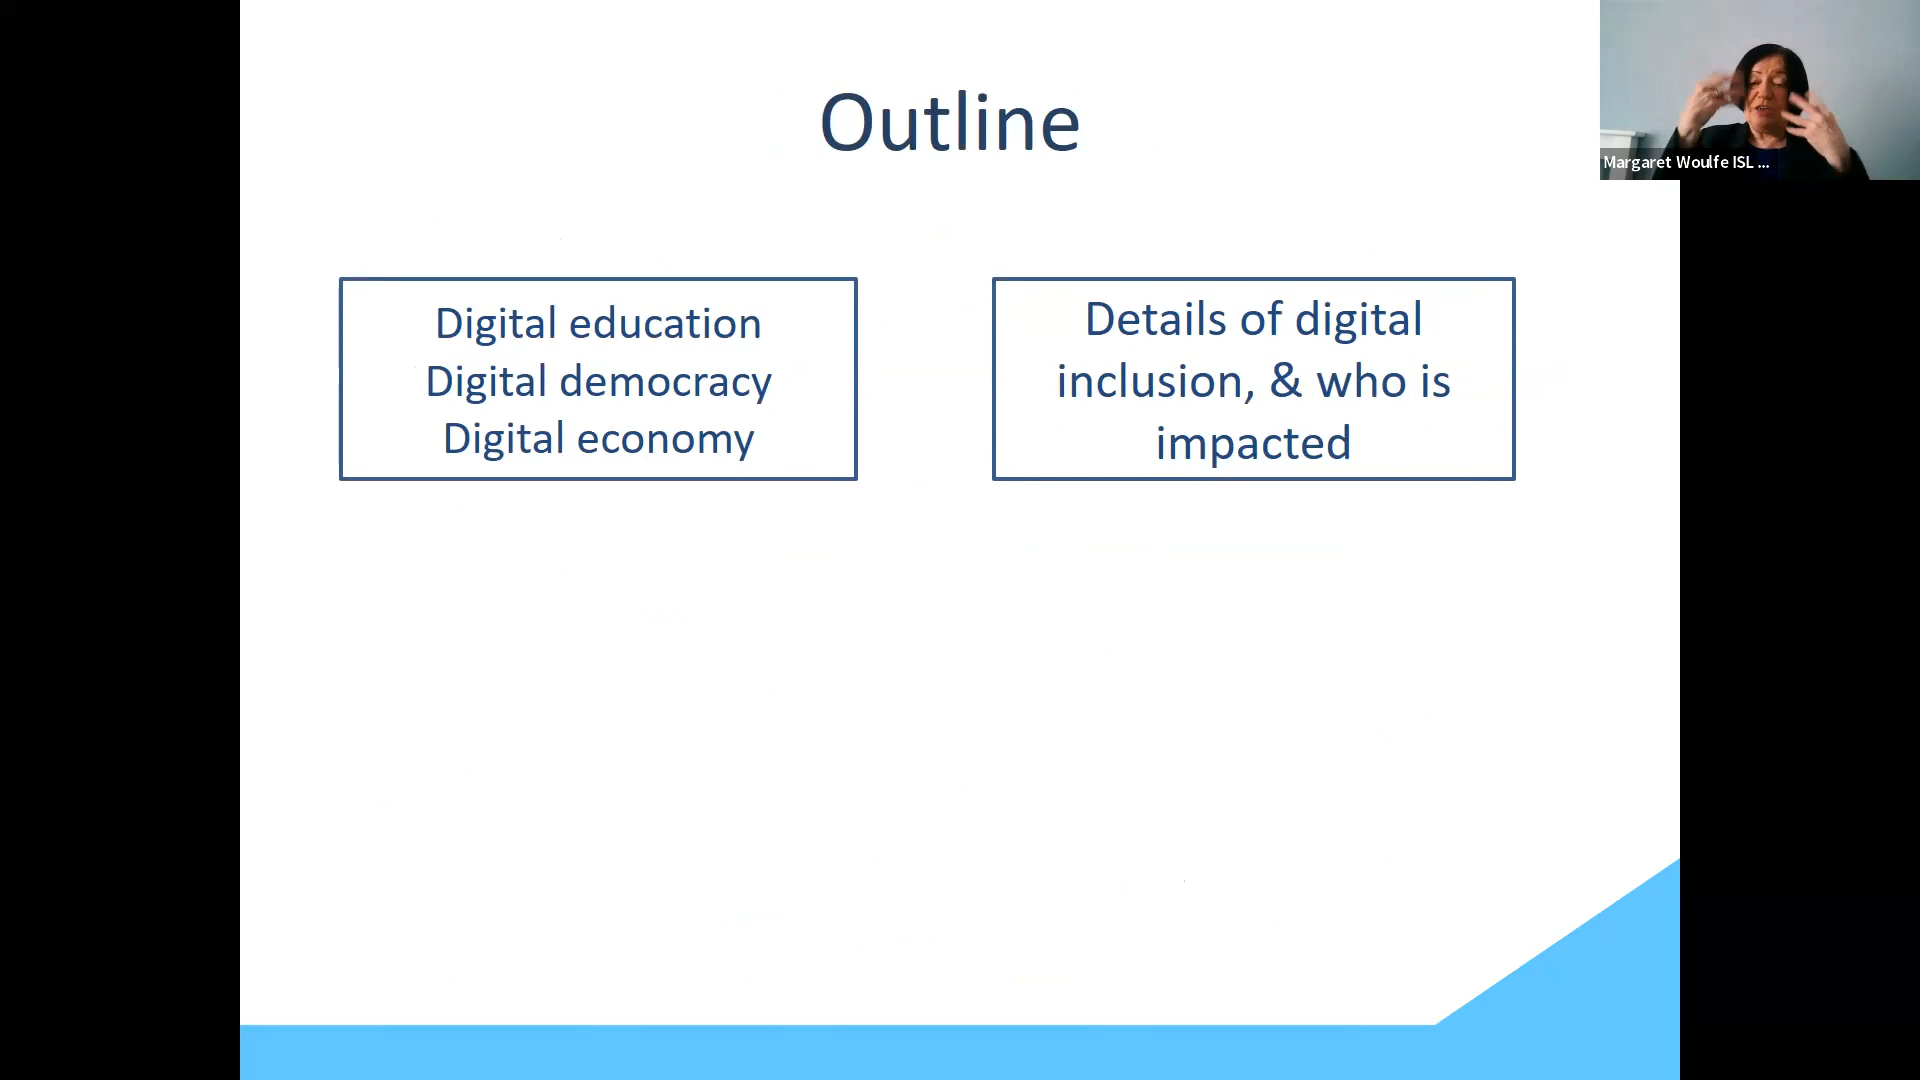 Outline
Margaret Woulfe ISL ...
Digital education
Digital democracy
Digital economy
Details of digital
inclusion, & who is
impacted